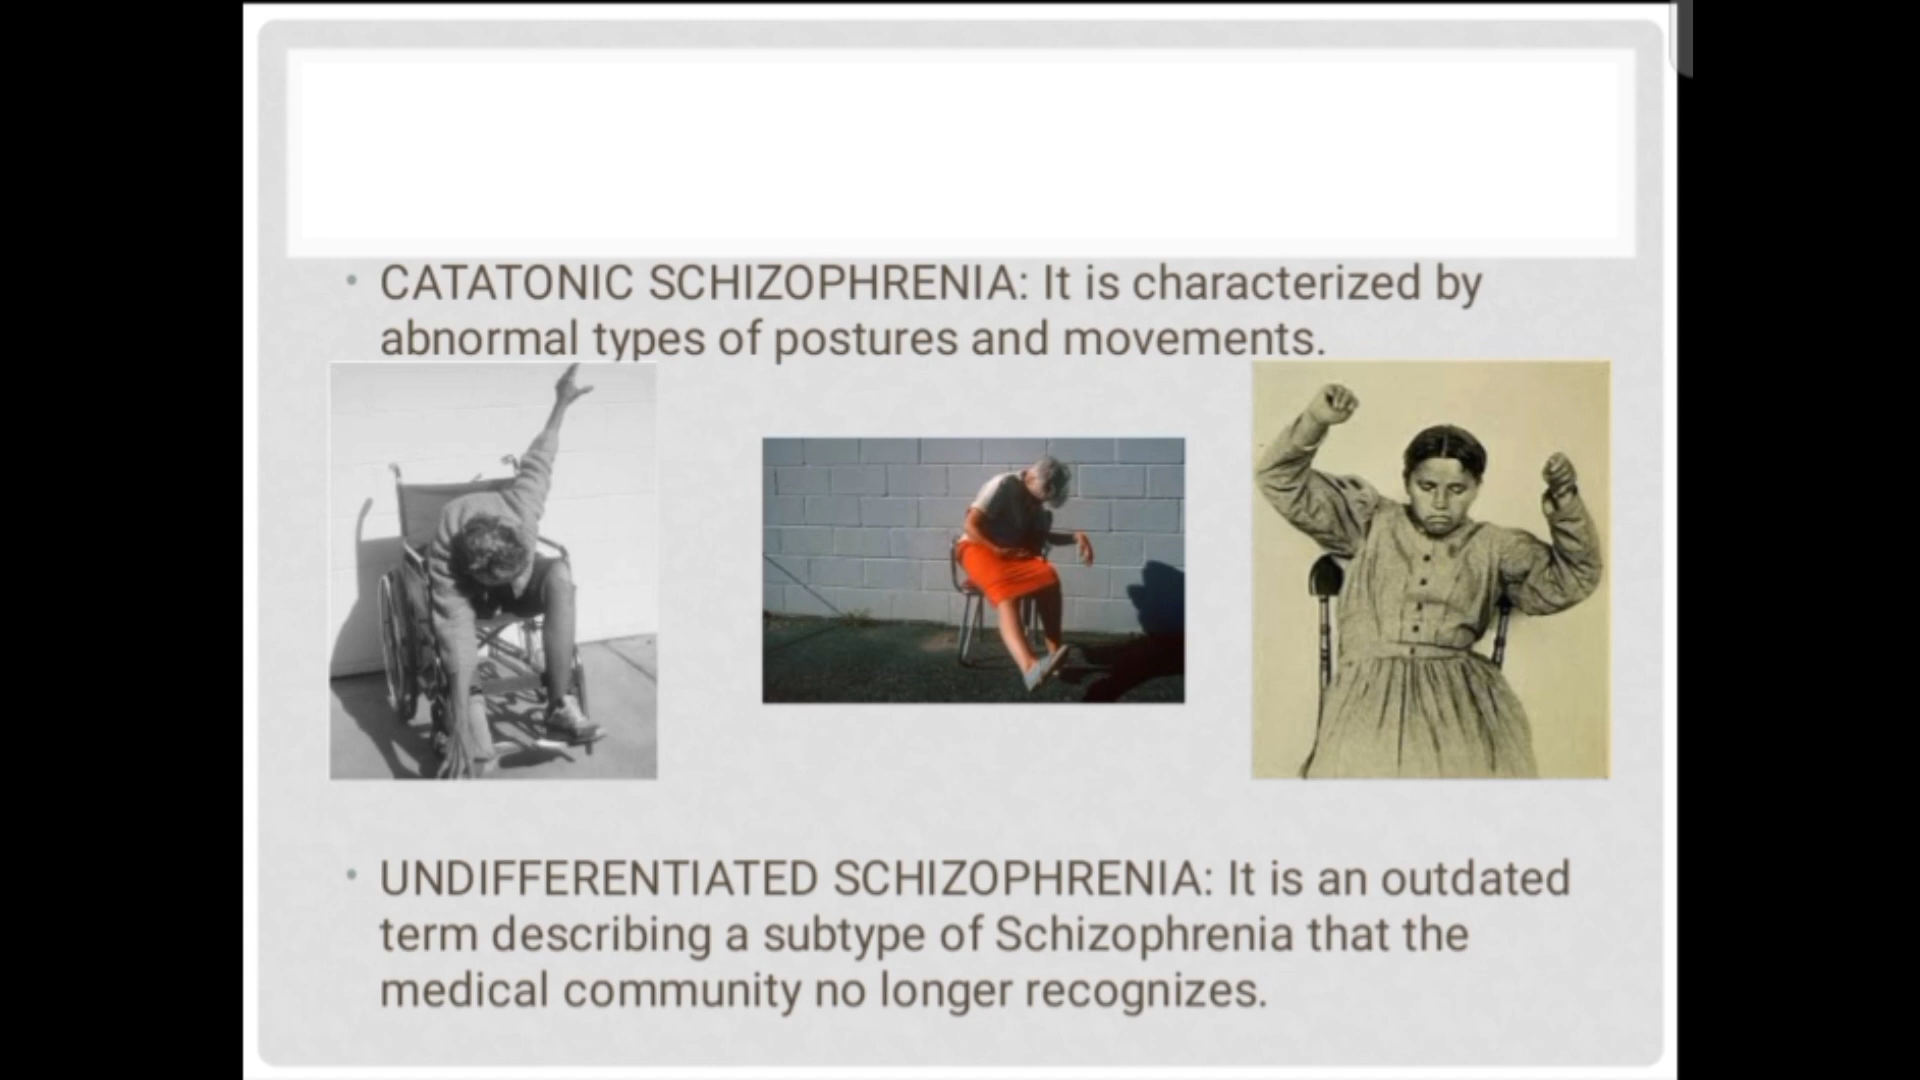 • CATATONIC SCHIZOPHRENIA: It is characterized by
abnormal types of postures and movements.
• UNDIFFERENTIATED SCHIZOPHRENIA: It is an outdated
term describing a subtype of Schizophrenia that the
medical community no longer recognizes.